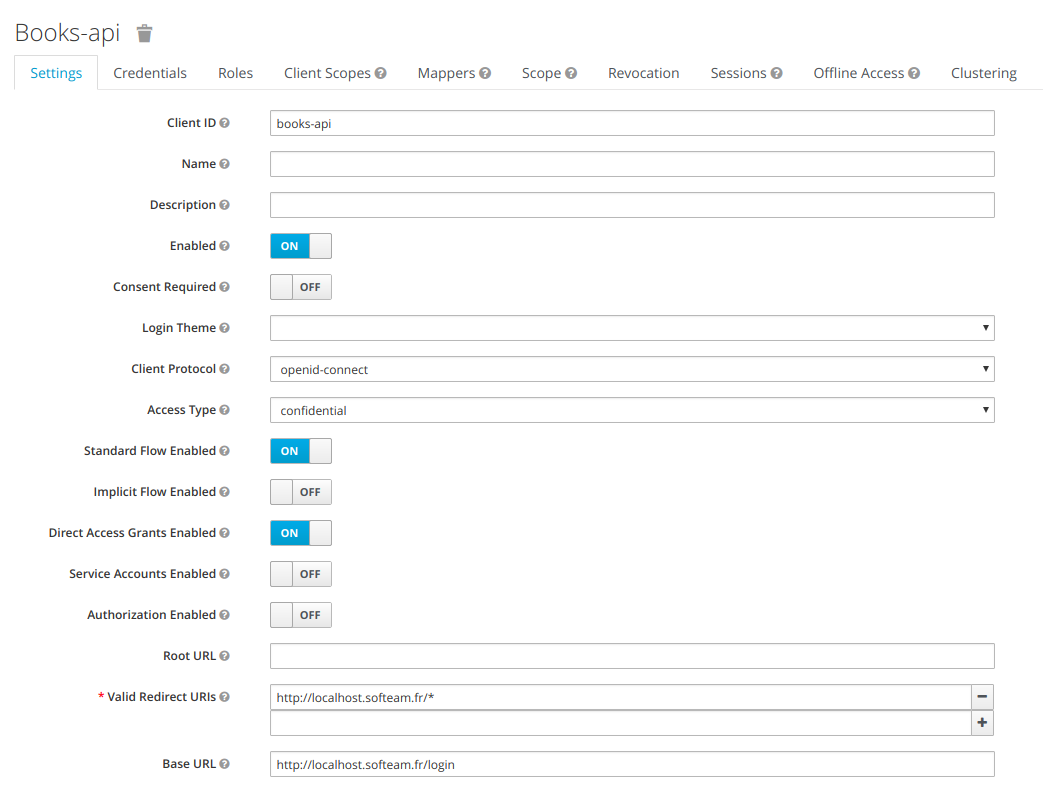 Books-api
Settings Credentials Roles Client Scopes Mappers Scope Revocation Sessions Offline Access Clustering
Client ID books-api
Name
Description
Enabled ON
Consent Required OFF
Login Theme
Client Protocol openid-connect
Access Type confidential
Standard Flow Enabled ON
Implicit Flow Enabled OFF
Direct Access Grants Enabled ON
Service Accounts Enabled OFF
Authorization Enabled OFF
Root URL
* Valid Redirect URIs http://localhost.softeam.fr/*
Base URL http://localhost.softeam.fr/login